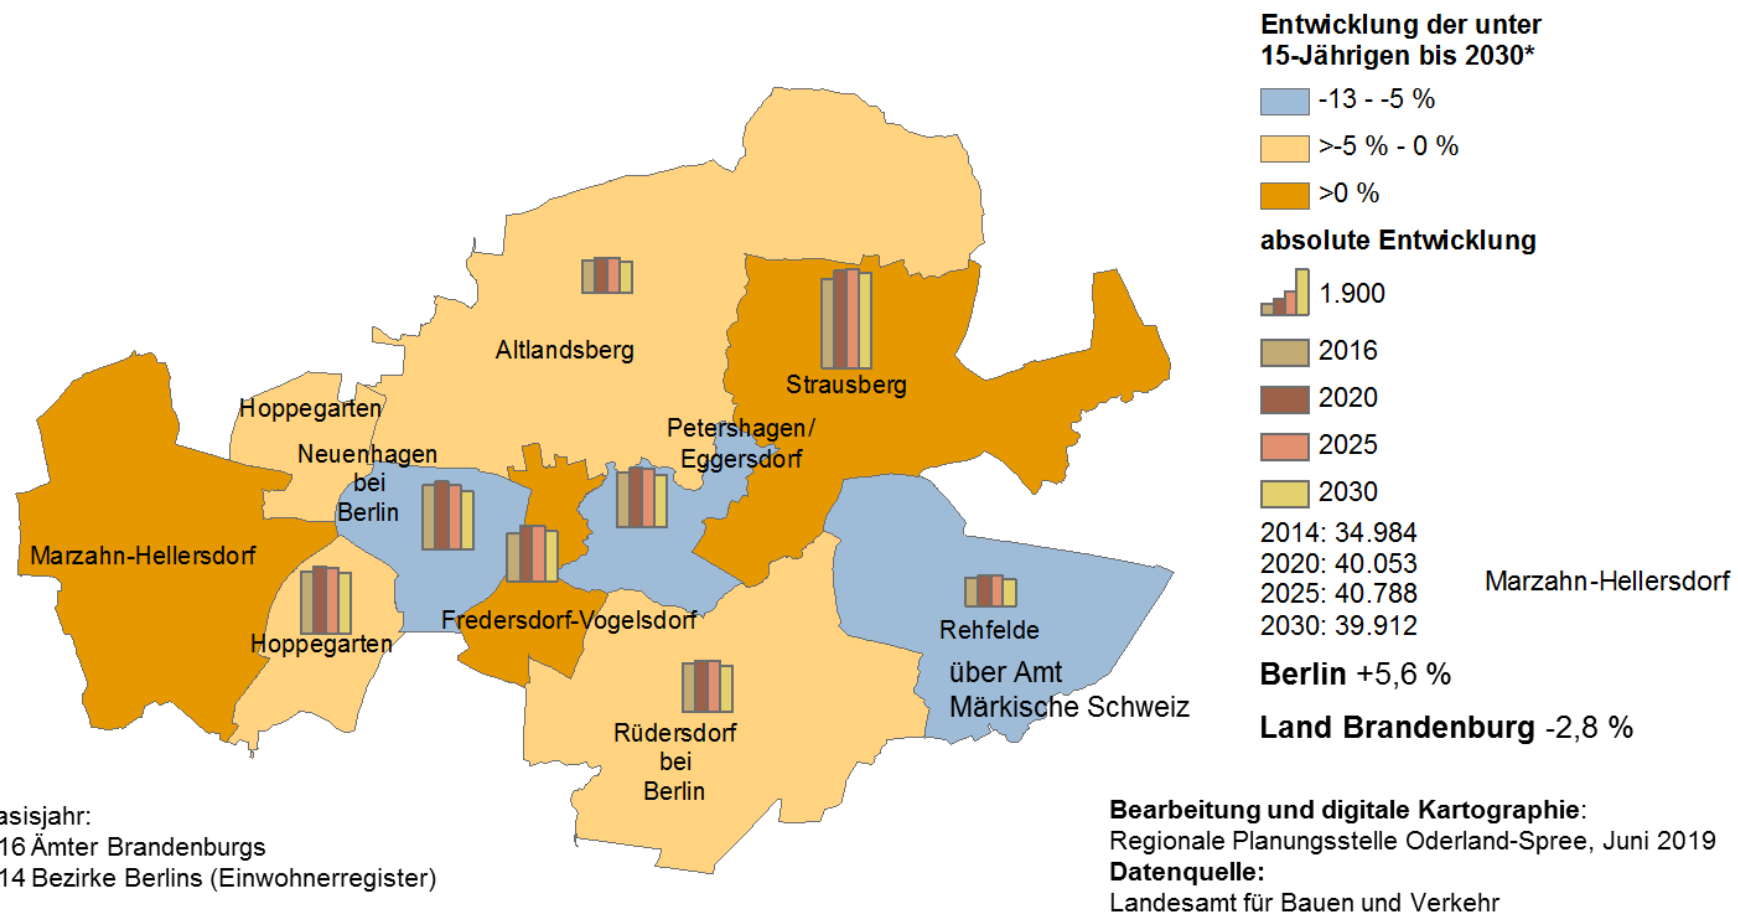 Entwicklung der unter
15-Jährigen bis 2030*
-13 - -5 %
>-5 % - 0 %
>0 %
absolute Entwicklung
1.900
2016
2020
2025
2030
2014: 34.984
2020: 40.053
2025: 40.788
2030: 39.912
Marzahn-Hellersdorf
Berlin +5,6 %
Land Brandenburg -2,8 %
Altlandsberg
Strausberg
Hoppegarten
Petershagen/
Eggersdorf
Neuenhagen
bei
Berlin
Marzahn-Hellersdorf
Hoppegarten
Fredersdorf-Vogelsdorf
Rehfelde
über Amt
Märkische Schweiz
Rüdersdorf
bei
Berlin
asisjahr:
16 Ämter Brandenburgs
14 Bezirke Berlins (Einwohnerregister)
Bearbeitung und digitale Kartographie:
Regionale Planungsstelle Oderland-Spree, Juni 2019
Datenquelle:
Landesamt für Bauen und Verkehr